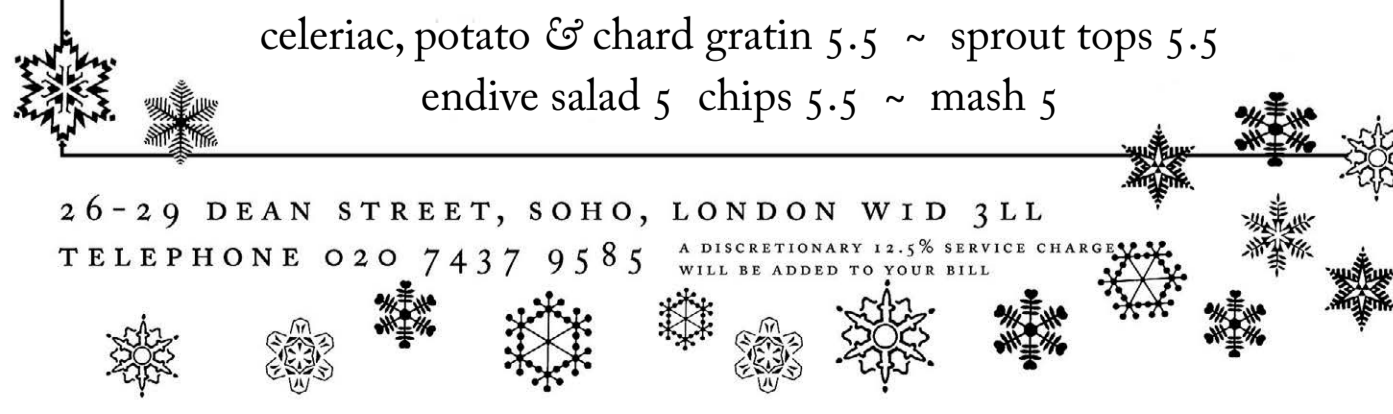 celeriac, potato & chard gratin 5.5 ~ sprout tops 5.5
endive salad 5 chips 5.5 ~ mash 5
26-29 DEAN STREET, SOHO, LONDON W1D 3LL
TELEPHONE 020 7437 9585
A DISCRETIONARY 12.5% SERVICE CHARGE
WILL BE ADDED TO YOUR BILL